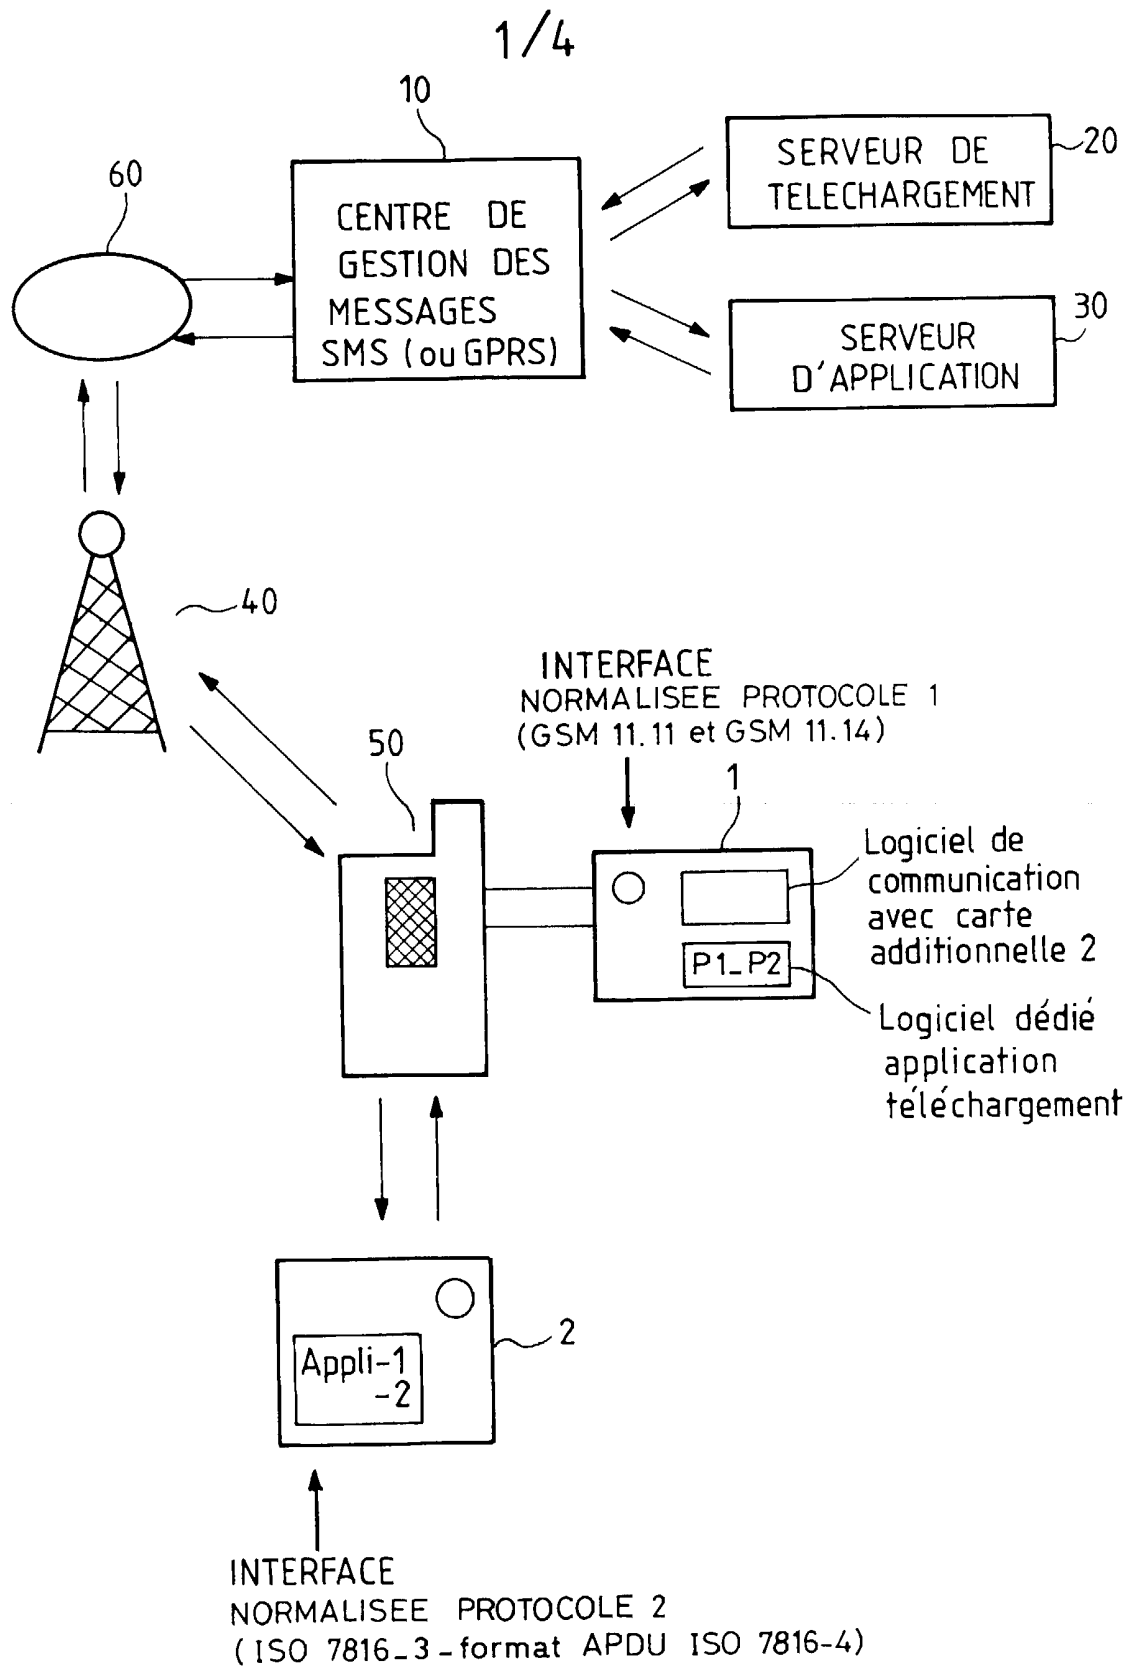 1/4
10
60
CENTRE DE
GESTION DES
MESSAGES
SMS (ou GPRS)
SERVEUR DE
TELECHARGEMENT
20
SERVEUR
D'APPLICATION
30
40
INTERFACE
NORMALISEE PROTOCOLE 1
(GSM 11.11 et GSM 11.14)
50
1
Logiciel de
communication
avec carte
additionnelle 2
P1_P2
Logiciel dédié
application
téléchargement
Appli-1
-2
2
INTERFACE
NORMALISEE PROTOCOLE 2
(ISO 7816_3_format APDU ISO 7816-4)